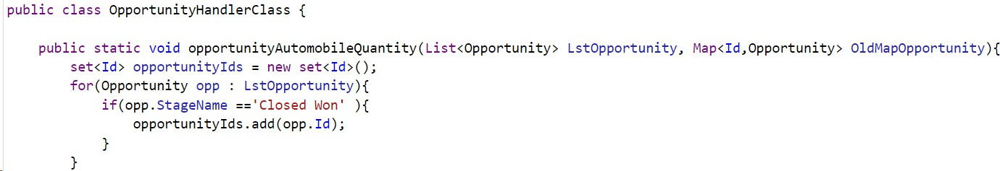 public class OpportunityHandlerClass {
public static void opportunityAutomobileQuantity(List<Opportunity> LstOpportunity, Map<Id,Opportunity> OldMapOpportunity){
set<Id> opportunityIds = new set<Id>();
for(Opportunity opp : LstOpportunity){
if(opp.StageName =='Closed Won' ){
opportunityIds.add(opp.Id);
}
}